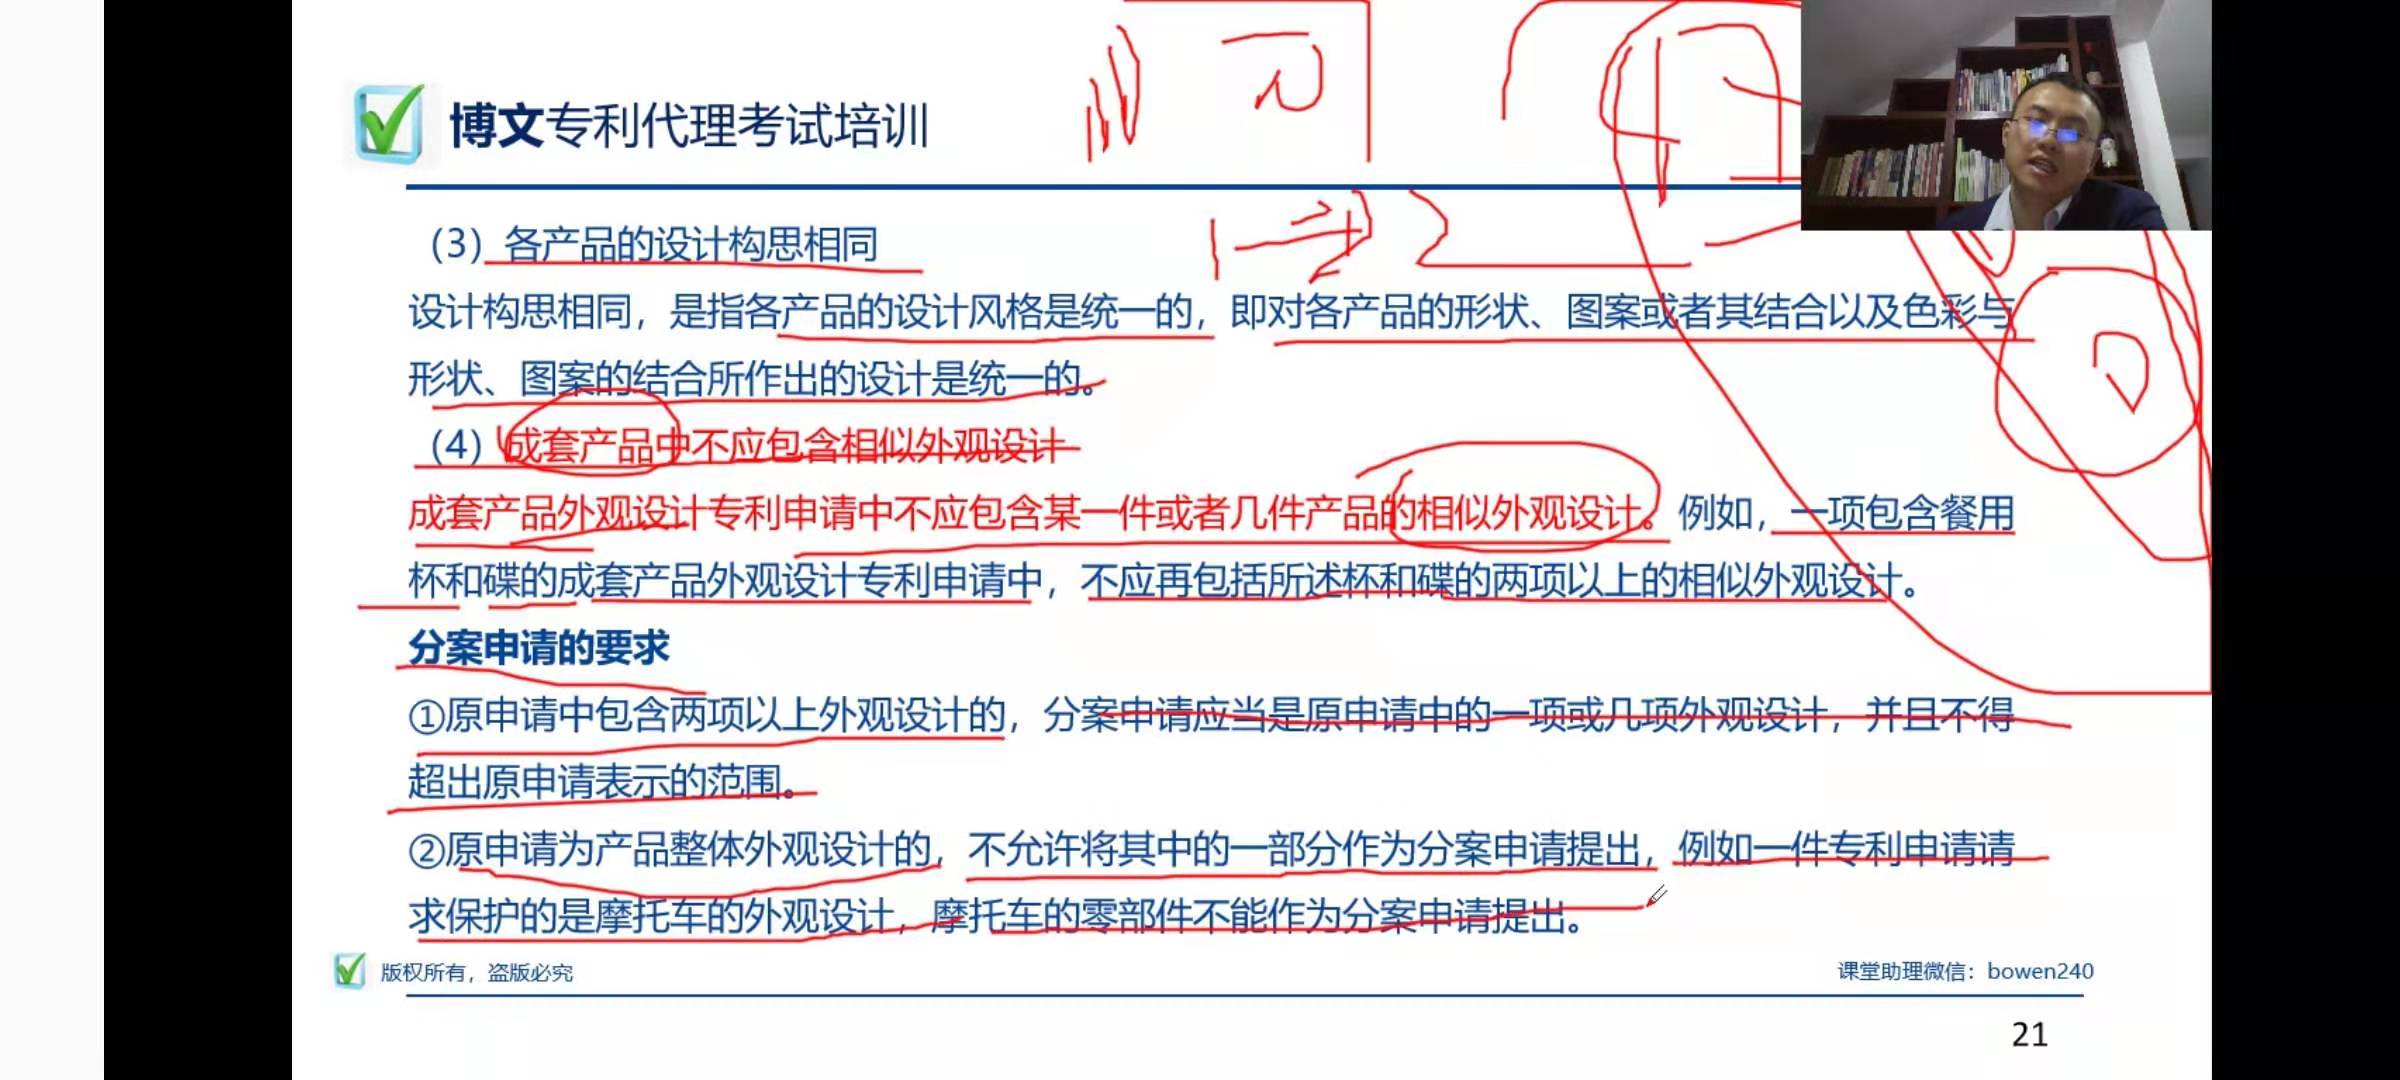 博文专利代理考试培训
（3）各产品的设计构思相同
设计构思相同，是指各产品的设计风格是统一的，即对各产品的形状、图案或者其结合以及色彩与
形状、图案的结合所作出的设计是统一的。
（4）成套产品中不应包含相似外观设计
成套产品外观设计专利申请中不应包含某一件或者几件产品的相似外观设计。例如，一项包含餐用
杯和碟的成套产品外观设计专利申请中，不应再包括所述杯和碟的两项以上的相似外观设计。
分案申请的要求
①原申请中包含两项以上外观设计的，分案申请应当是原申请中的一项或几项外观设计，并且不得
超出原申请表示的范围。
②原申请为产品整体外观设计的，不允许将其中的一部分作为分案申请提出，例如一件专利申请请
求保护的是摩托车的外观设计，摩托车的零部件不能作为分案申请提出。
版权所有，盗版必究
课堂助理微信：bowen240
21